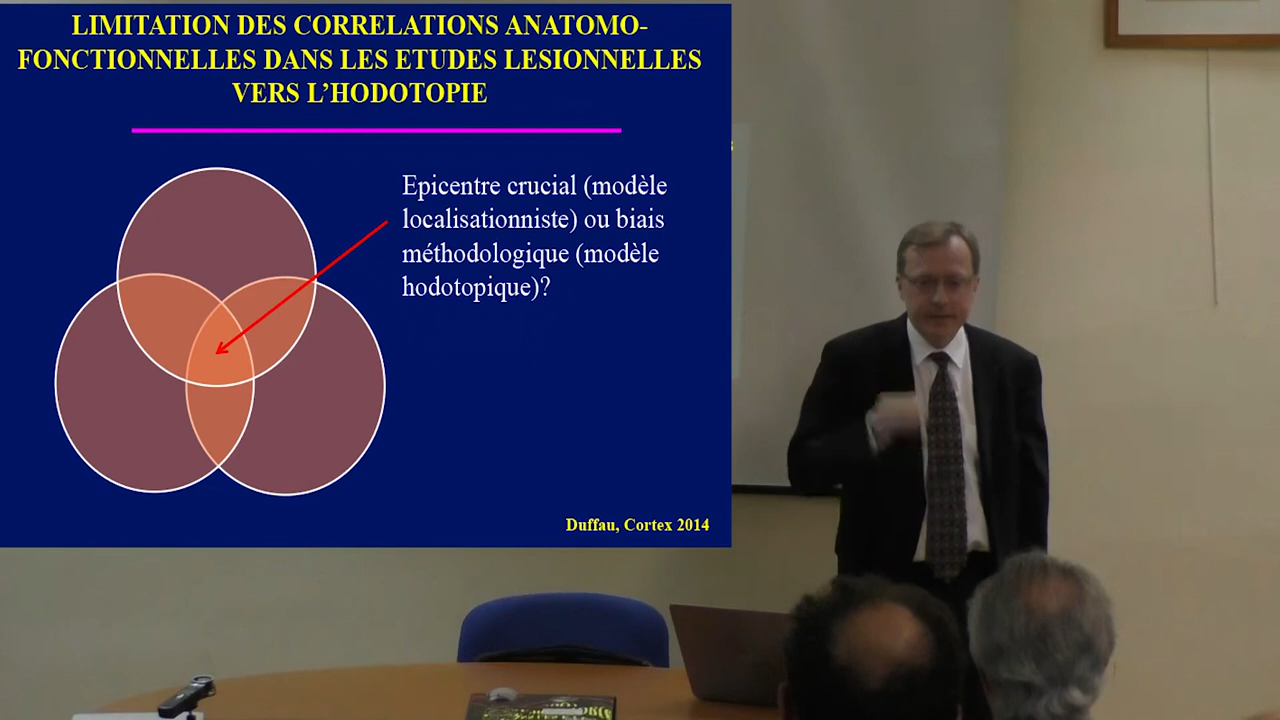 LIMITATION DES CORRELATIONS ANATOMO-
FONCTIONNELLES DANS LES ETUDES LESIONNELLES
VERS L'HODOTOPIE
Epicentre crucial (modèle
localisationniste) ou biais
méthodologique (modèle
hodotopique)?
Duffau, Cortex 2014